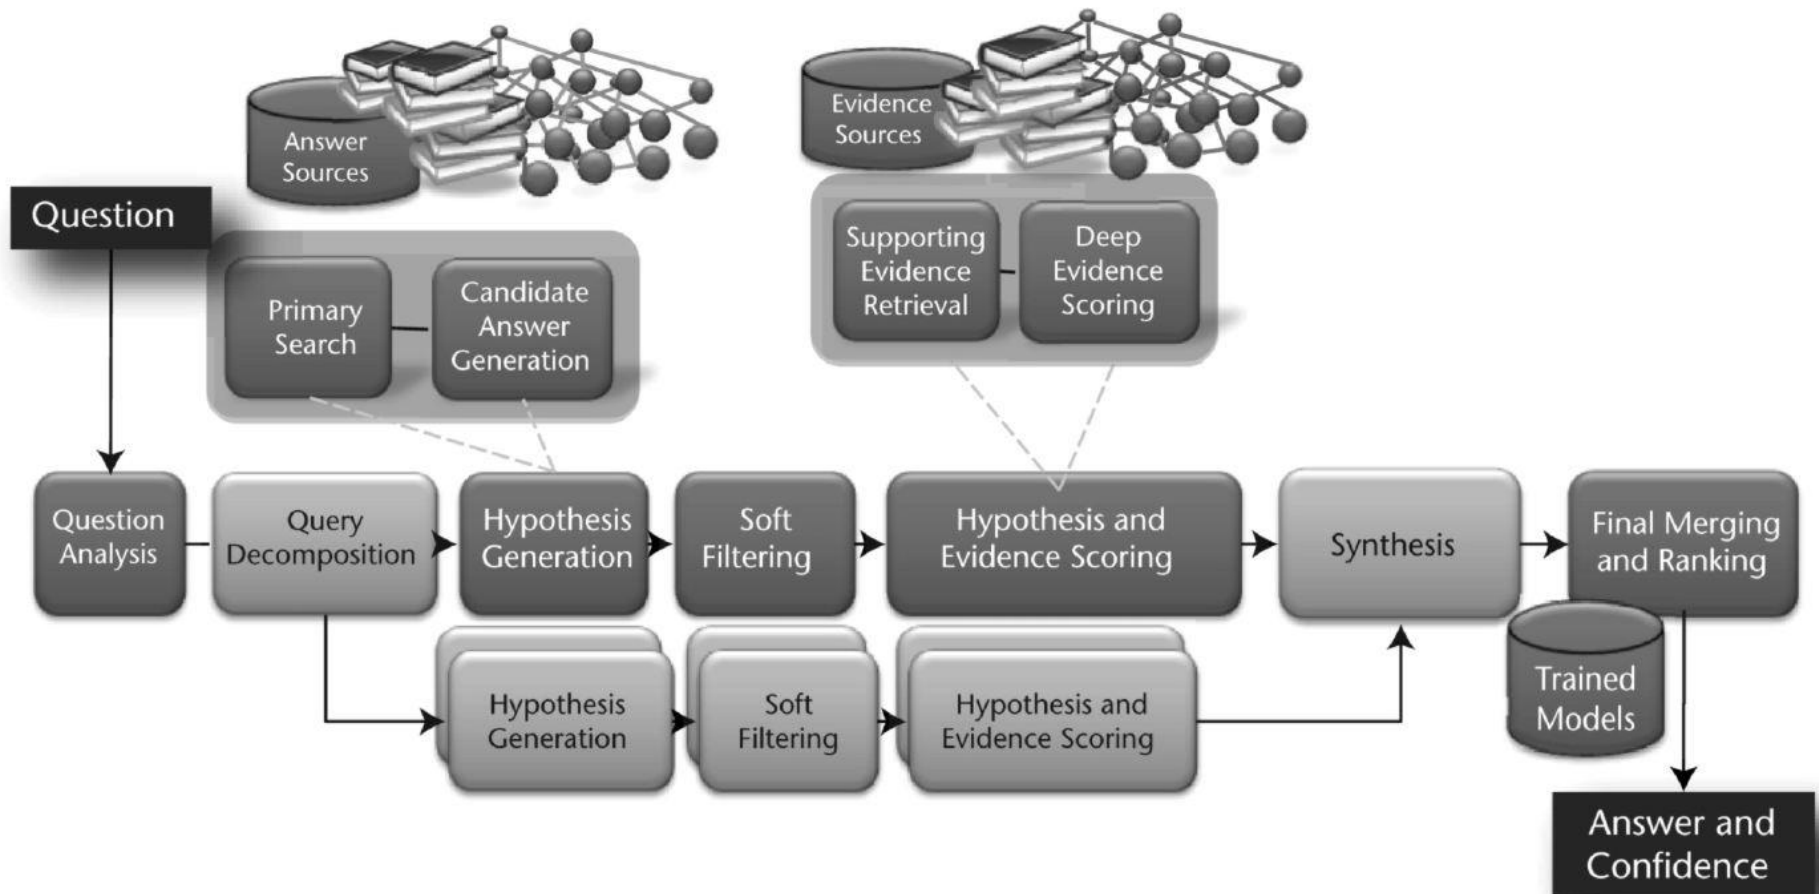 Answer
Sources
Evidence
Sources
Question
Primary
Search
Candidate
Answer
Generation
Supporting
Evidence
Retrieval
Deep
Evidence
Scoring
Question
Analysis
Query
Decomposition
Hypothesis
Generation
Soft
Filtering
Hypothesis and
Evidence Scoring
Synthesis
Final Merging
and Ranking
Hypothesis
Generation
Soft
Filtering
Hypothesis and
Evidence Scoring
Trained
Models
Answer and
Confidence